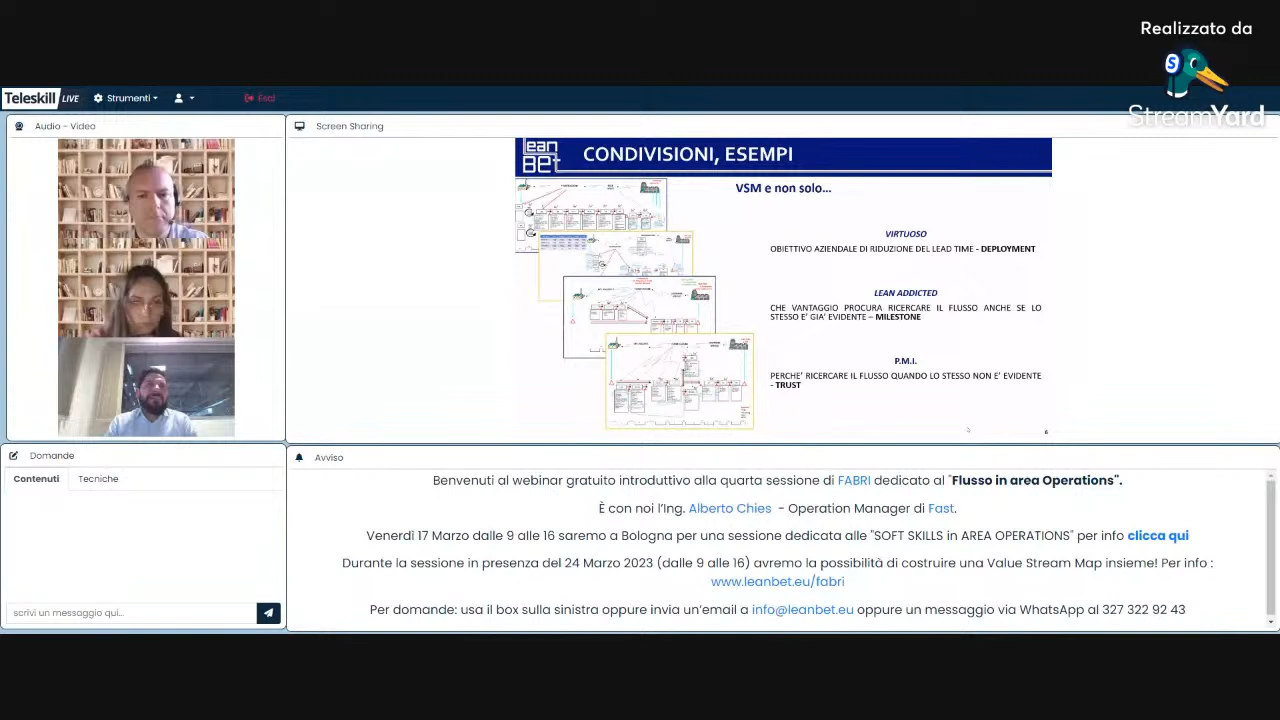 Realizzato da
StreamYard
Teleskill LIVE
Strumenti
Esci
Audio - Video
Screen Sharing
lean
BET
CONDIVISIONI, ESEMPI
VSM e non solo...
VIRTUOSO
OBIETTIVO AZIENDALE DI RIDUZIONE DEL LEAD TIME - DEPLOYMENT
LEAN ADDICTED
CHE VANTAGGIO PROCURA RICERCARE IL FLUSSO ANCHE SE LO
STESSO E' GIA' EVIDENTE – MILESTONE
P.M.I.
PERCHE' RICERCARE IL FLUSSO QUANDO LO STESSO NON E' EVIDENTE
- TRUST
6
Domande
Contenuti
Tecniche
scrivi un messaggio qui...
Avviso
Benvenuti al webinar gratuito introduttivo alla quarta sessione di FABRI dedicato al "Flusso in area Operations".
È con noi l'Ing. Alberto Chies - Operation Manager di Fast.
Venerdì 17 Marzo dalle 9 alle 16 saremo a Bologna per una sessione dedicata alle "SOFT SKILLS in AREA OPERATIONS" per info clicca qui
Durante la sessione in presenza del 24 Marzo 2023 (dalle 9 alle 16) avremo la possibilità di costruire una Value Stream Map insieme! Per info :
www.leanbet.eu/fabri
Per domande: usa il box sulla sinistra oppure invia un'email a info@leanbet.eu oppure un messaggio via WhatsApp al 327 322 92 43